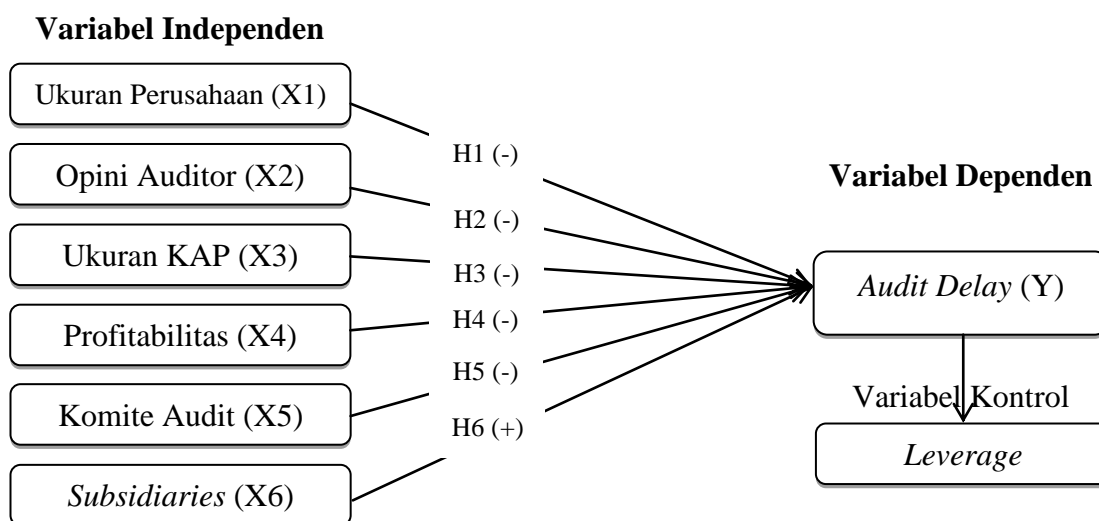 Variabel Independen
Ukuran Perusahaan (X1)
Opini Auditor (X2)
Ukuran KAP (X3)
Profitabilitas (X4)
Komite Audit (X5)
Subsidiaries (X6)
H1 (-)
H2 (-)
H3 (-)
H4 (-)
H5 (-)
H6 (+)
Variabel Dependen
Audit Delay (Y)
Variabel Kontrol
Leverage